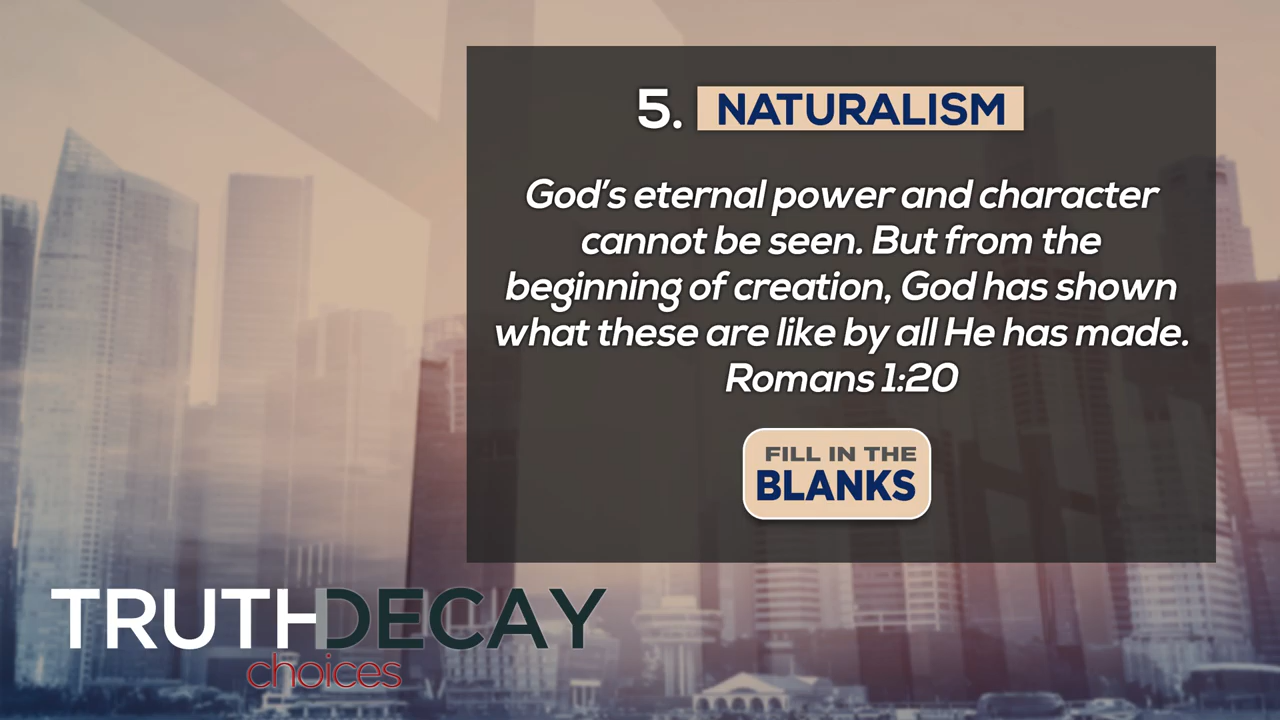 5. NATURALISM
God's eternal power and character
cannot be seen. But from the
beginning of creation, God has shown
what these are like by all He has made.
Romans 1:20
FILL IN THE
BLANKS
TRUTHDECAY
choices